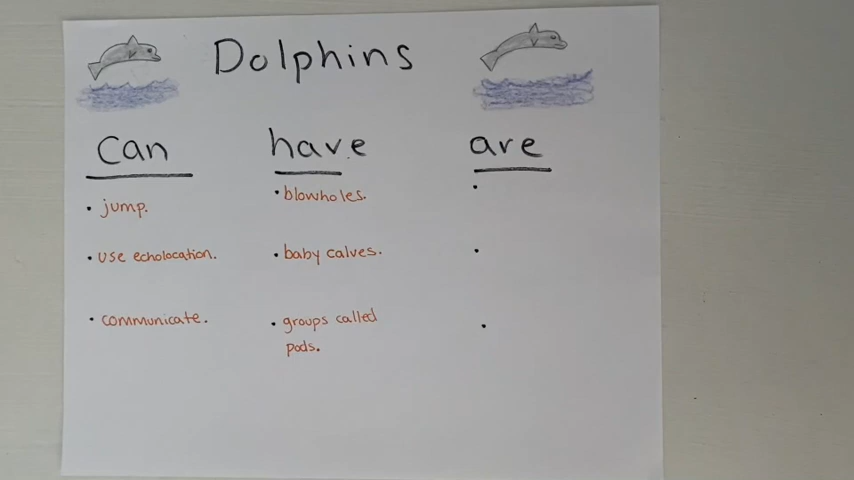 Dolphins
can have are
• jump. • blowholes. •
• use echolocation. • baby calves. •
• communicate. • groups called •
pods.